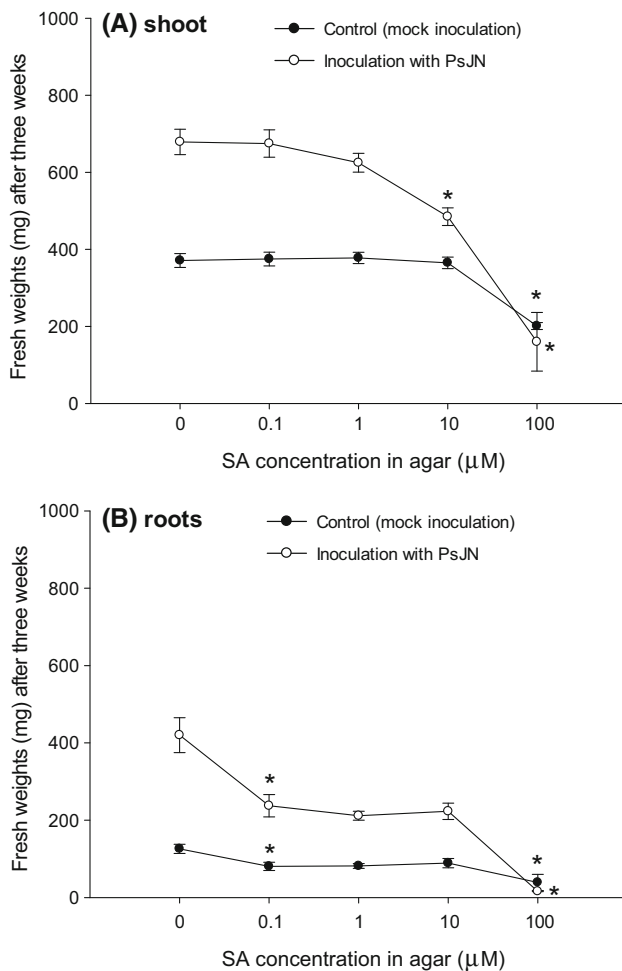 (A) shoot
Control (mock inoculation)
Inoculation with PsJN
Fresh weights (mg) after three weeks
1000
800
600
400
200
0
*
*
*
0 0.1 1 10 100
SA concentration in agar (µM)
(B) roots
Control (mock inoculation)
Inoculation with PsJN
Fresh weights (mg) after three weeks
1000
800
600
400
200
0
*
*
*
*
0 0.1 1 10 100
SA concentration in agar (µM)